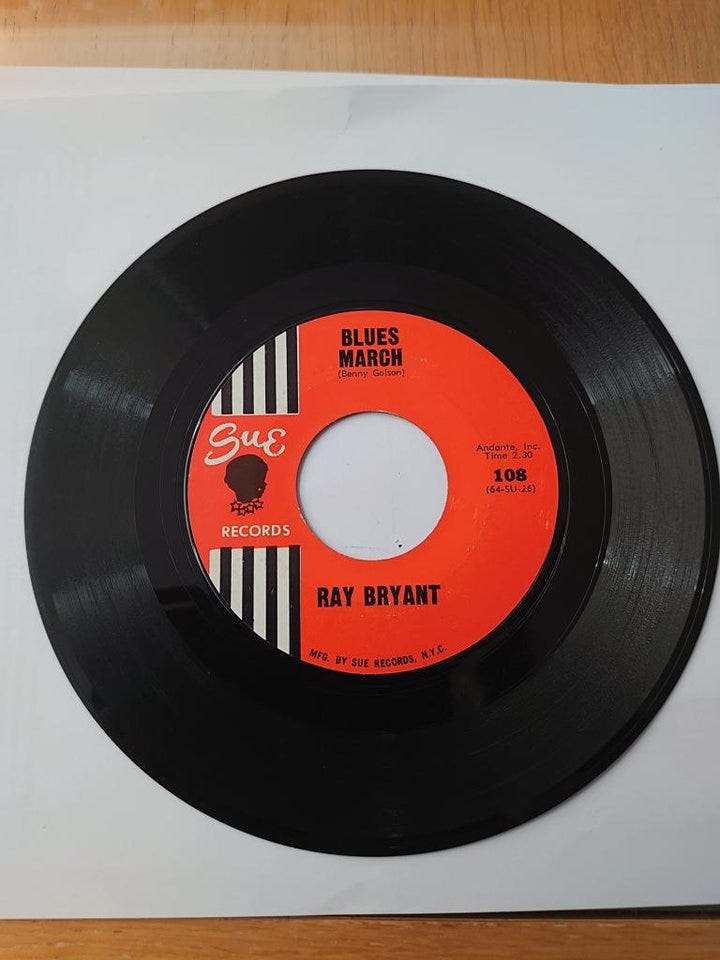 BLUES
MARCH
(Benny Golson)
Sue
RECORDS
Andante, Inc.
Time 2.30
108
(64-SU-26)
RAY BRYANT
MFG. BY SUE RECORDS, N.Y.C.